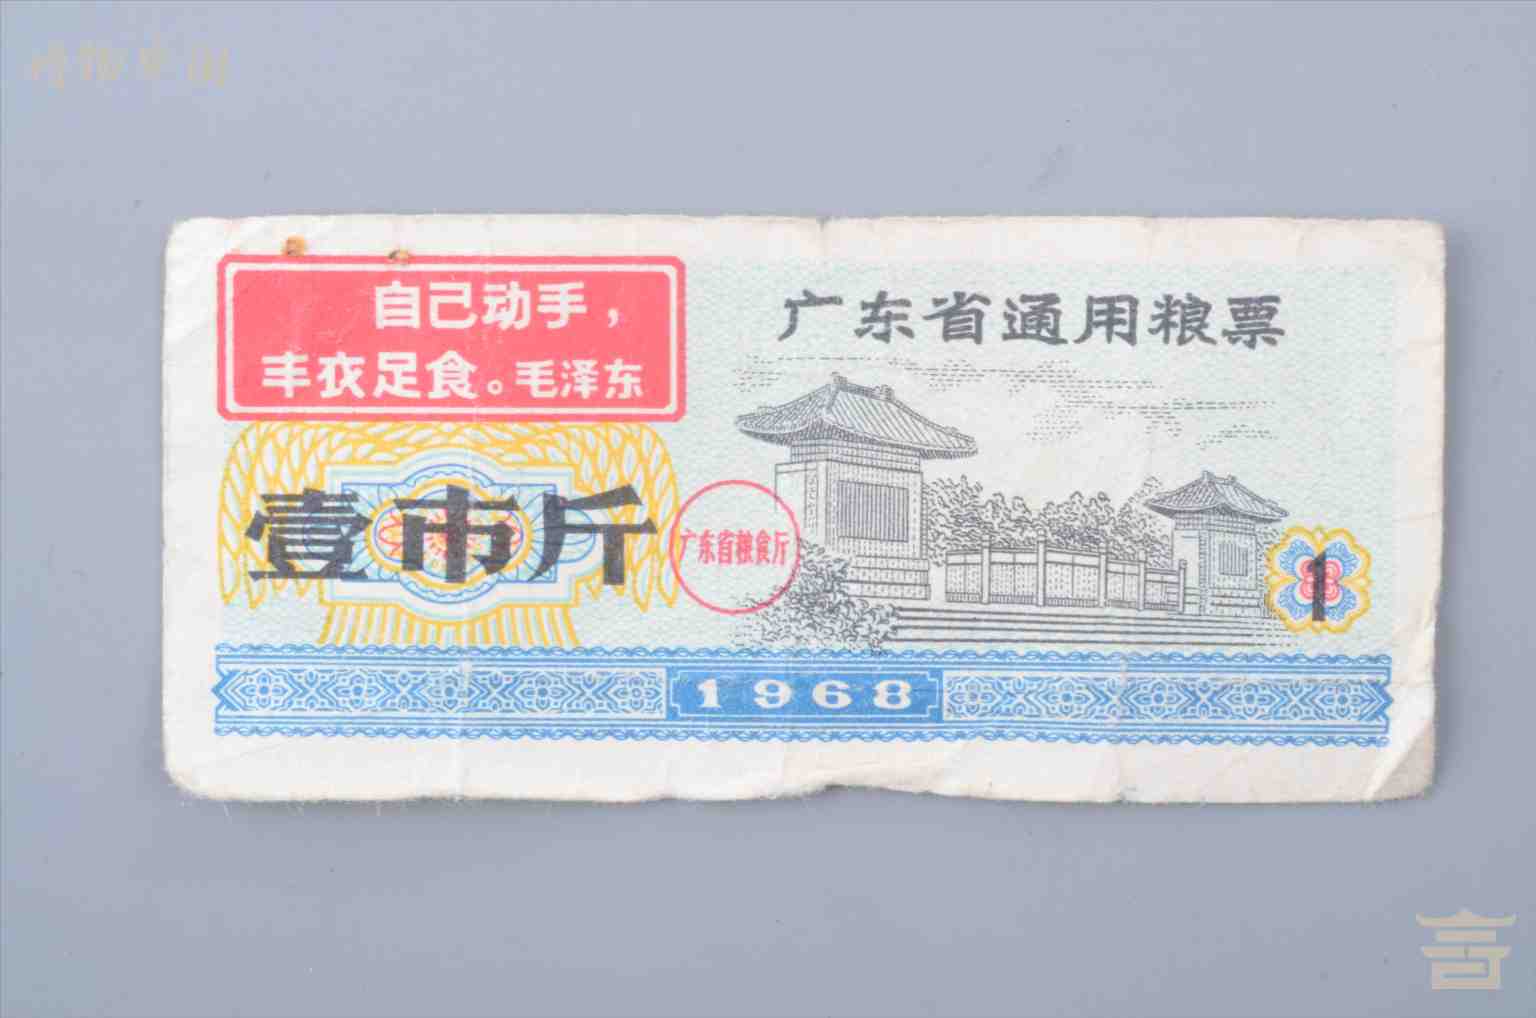 自己动手，
丰衣足食。毛泽东
广东省通用粮票
壹市斤
广东省粮食厅
1
1968